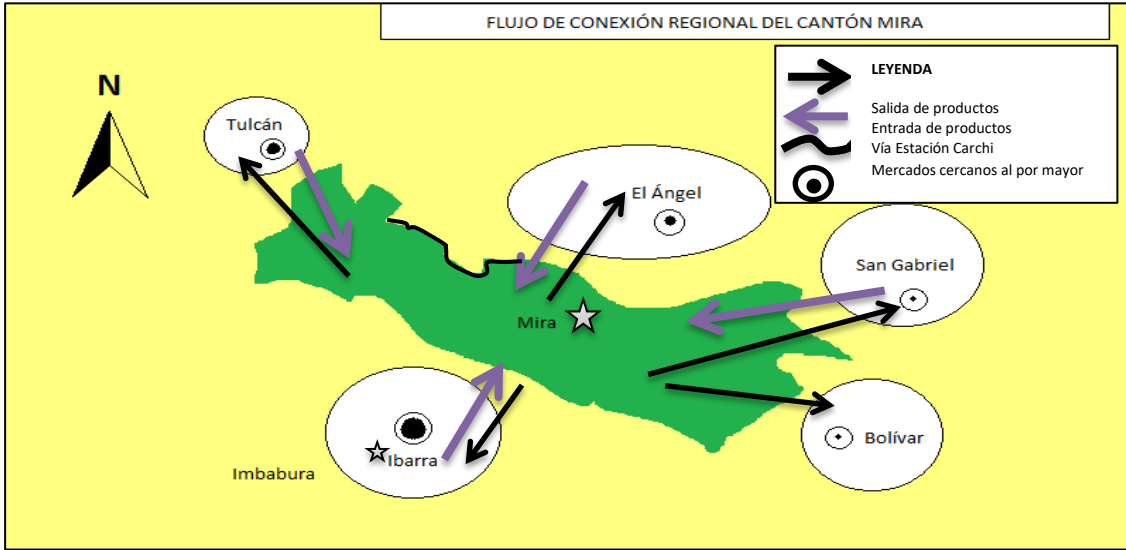 FLUJO DE CONEXIÓN REGIONAL DEL CANTÓN MIRA
LEYENDA
Salida de productos
Entrada de productos
Vía Estación Carchi
Mercados cercanos al por mayor
N
Tulcán
El Ángel
San Gabriel
Mira
Bolívar
Ibarra
Imbabura